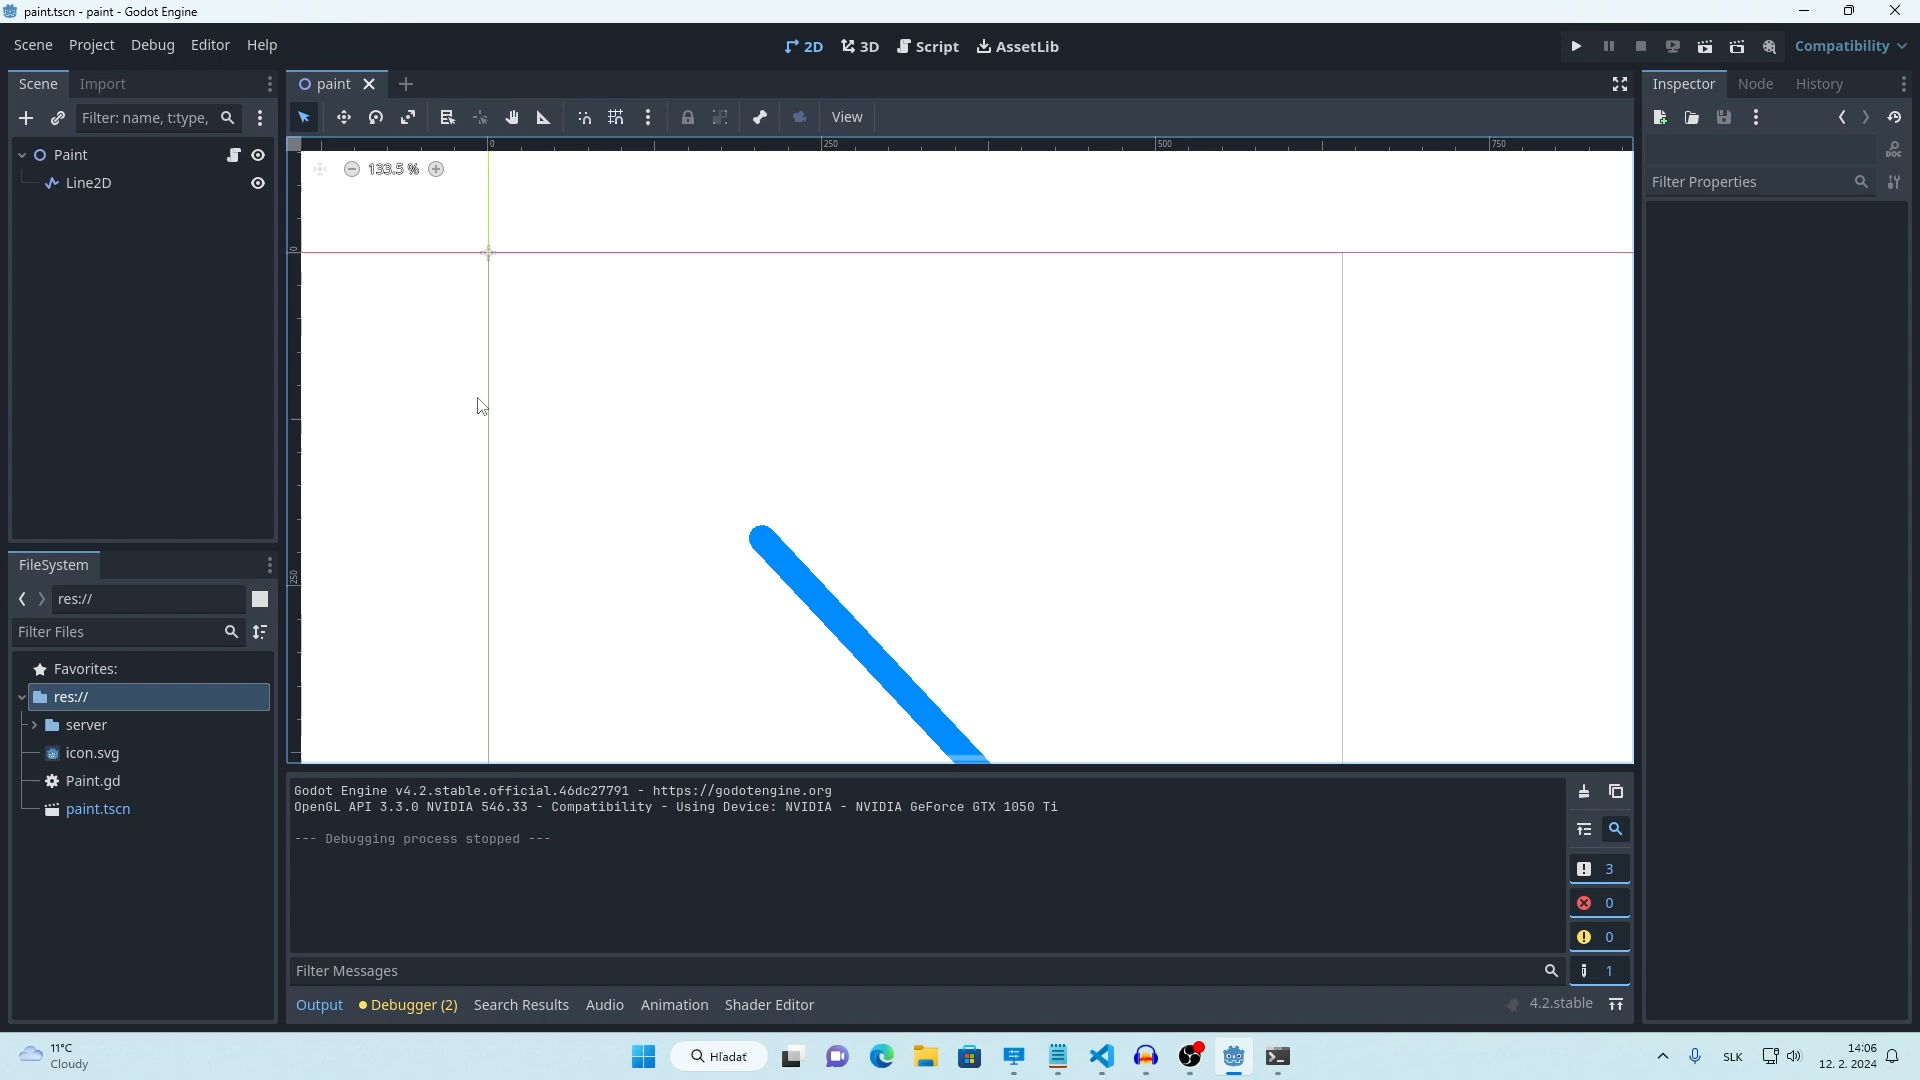 paint.tscn - paint - Godot Engine
Scene Project Debug Editor Help
2D 3D Script AssetLib
Compatibility
Scene Import
paint
Inspector Node History
Filter: name, t:type,
View
0 250 500 750
Paint
133.5 %
DOC
Line2D
Filter Properties
0
FileSystem
250
res://
Filter Files
Favorites:
res://
server
icon.svg
Paint.gd
paint.tscn
Godot Engine v4.2.stable.official.46dc27791 - https://godotengine.org
OpenGL API 3.3.0 NVIDIA 546.33 - Compatibility - Using Device: NVIDIA - NVIDIA GeForce GTX 1050 Ti
--- Debugging process stopped ---
3
0
0
1
Filter Messages
Output Debugger (2) Search Results Audio Animation Shader Editor
4.2.stable
11°C
Cloudy
Hľadať
SLK
14:06
12. 2. 2024